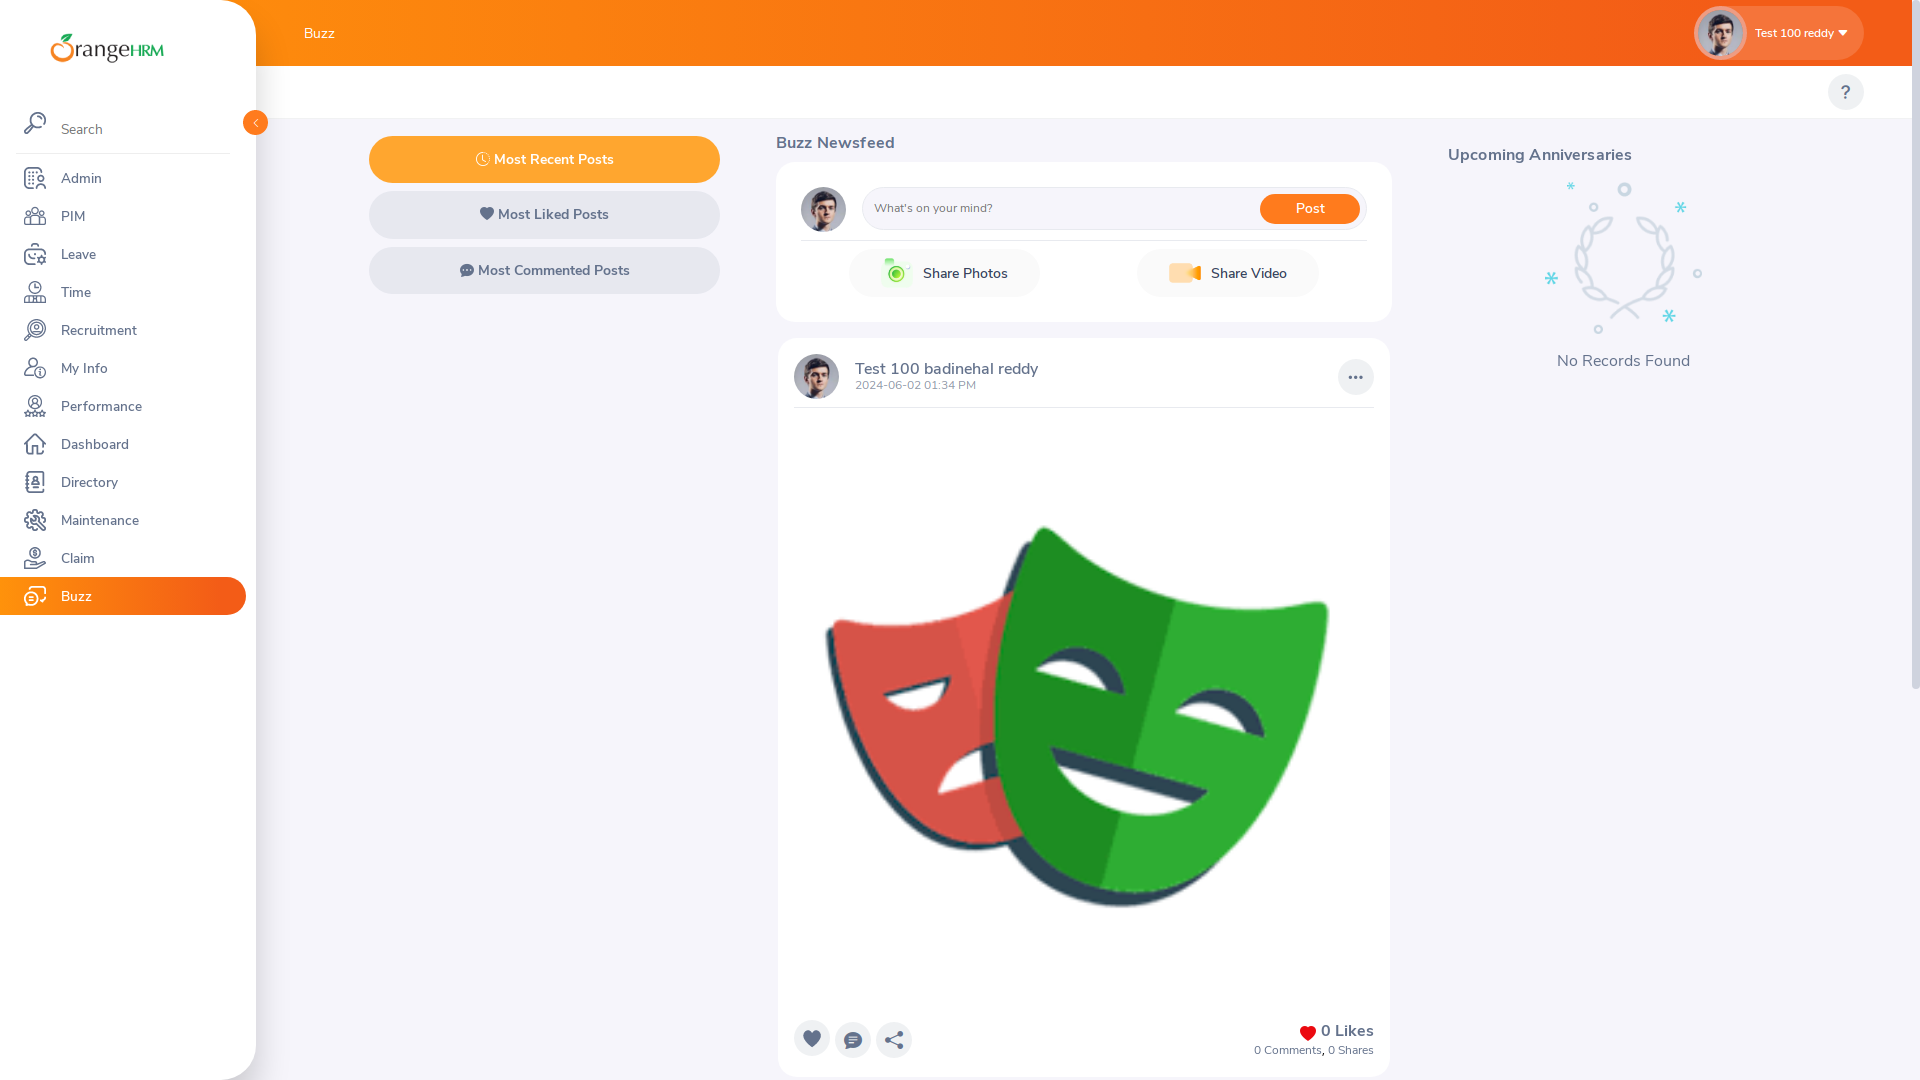 OrangeHRM
Search
Admin
PIM
Leave
Time
Recruitment
My Info
Performance
Dashboard
Directory
Maintenance
Claim
Buzz
Buzz
Test 100 reddy
?
Most Recent Posts
Most Liked Posts
Most Commented Posts
Buzz Newsfeed
What's on your mind?
Post
Share Photos
Share Video
Test 100 badinehal reddy
2024-06-02 01:34 PM
0 Likes
0 Comments, 0 Shares
Upcoming Anniversaries
No Records Found